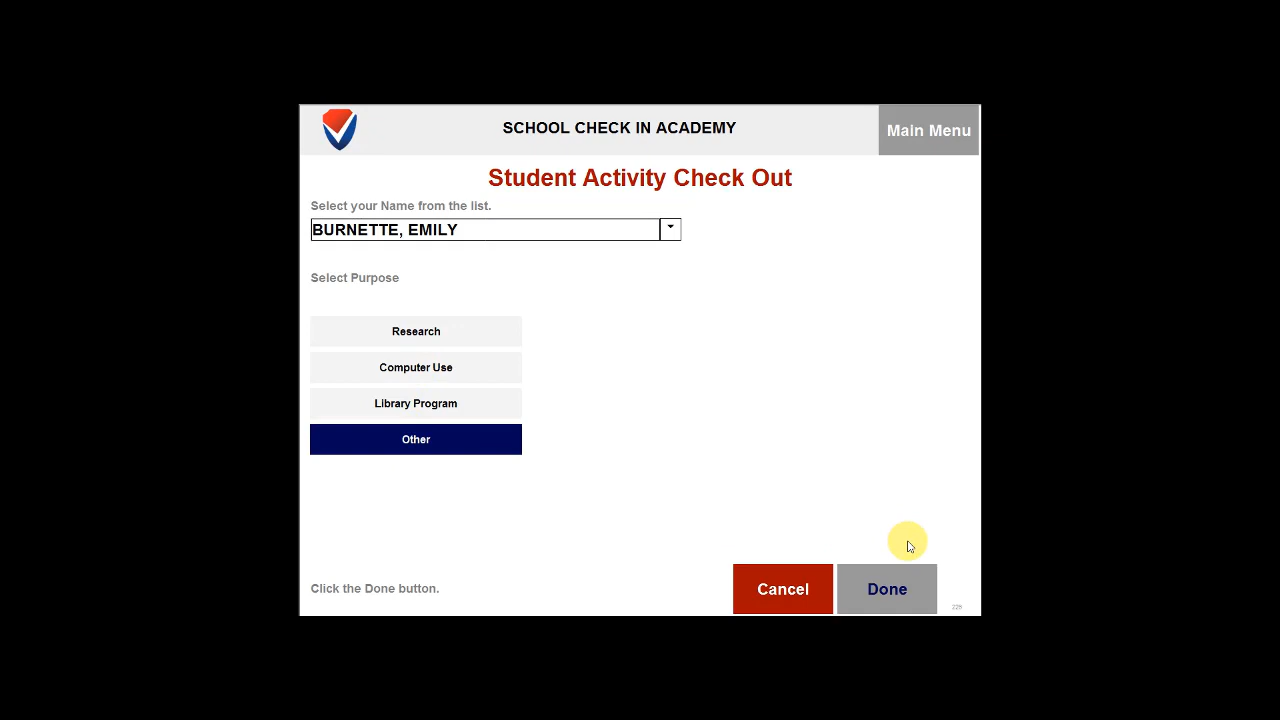 SCHOOL CHECK IN ACADEMY
Main Menu
Student Activity Check Out
Select your Name from the list.
BURNETTE, EMILY
Select Purpose
Research
Computer Use
Library Program
Other
Click the Done button.
Cancel
Done